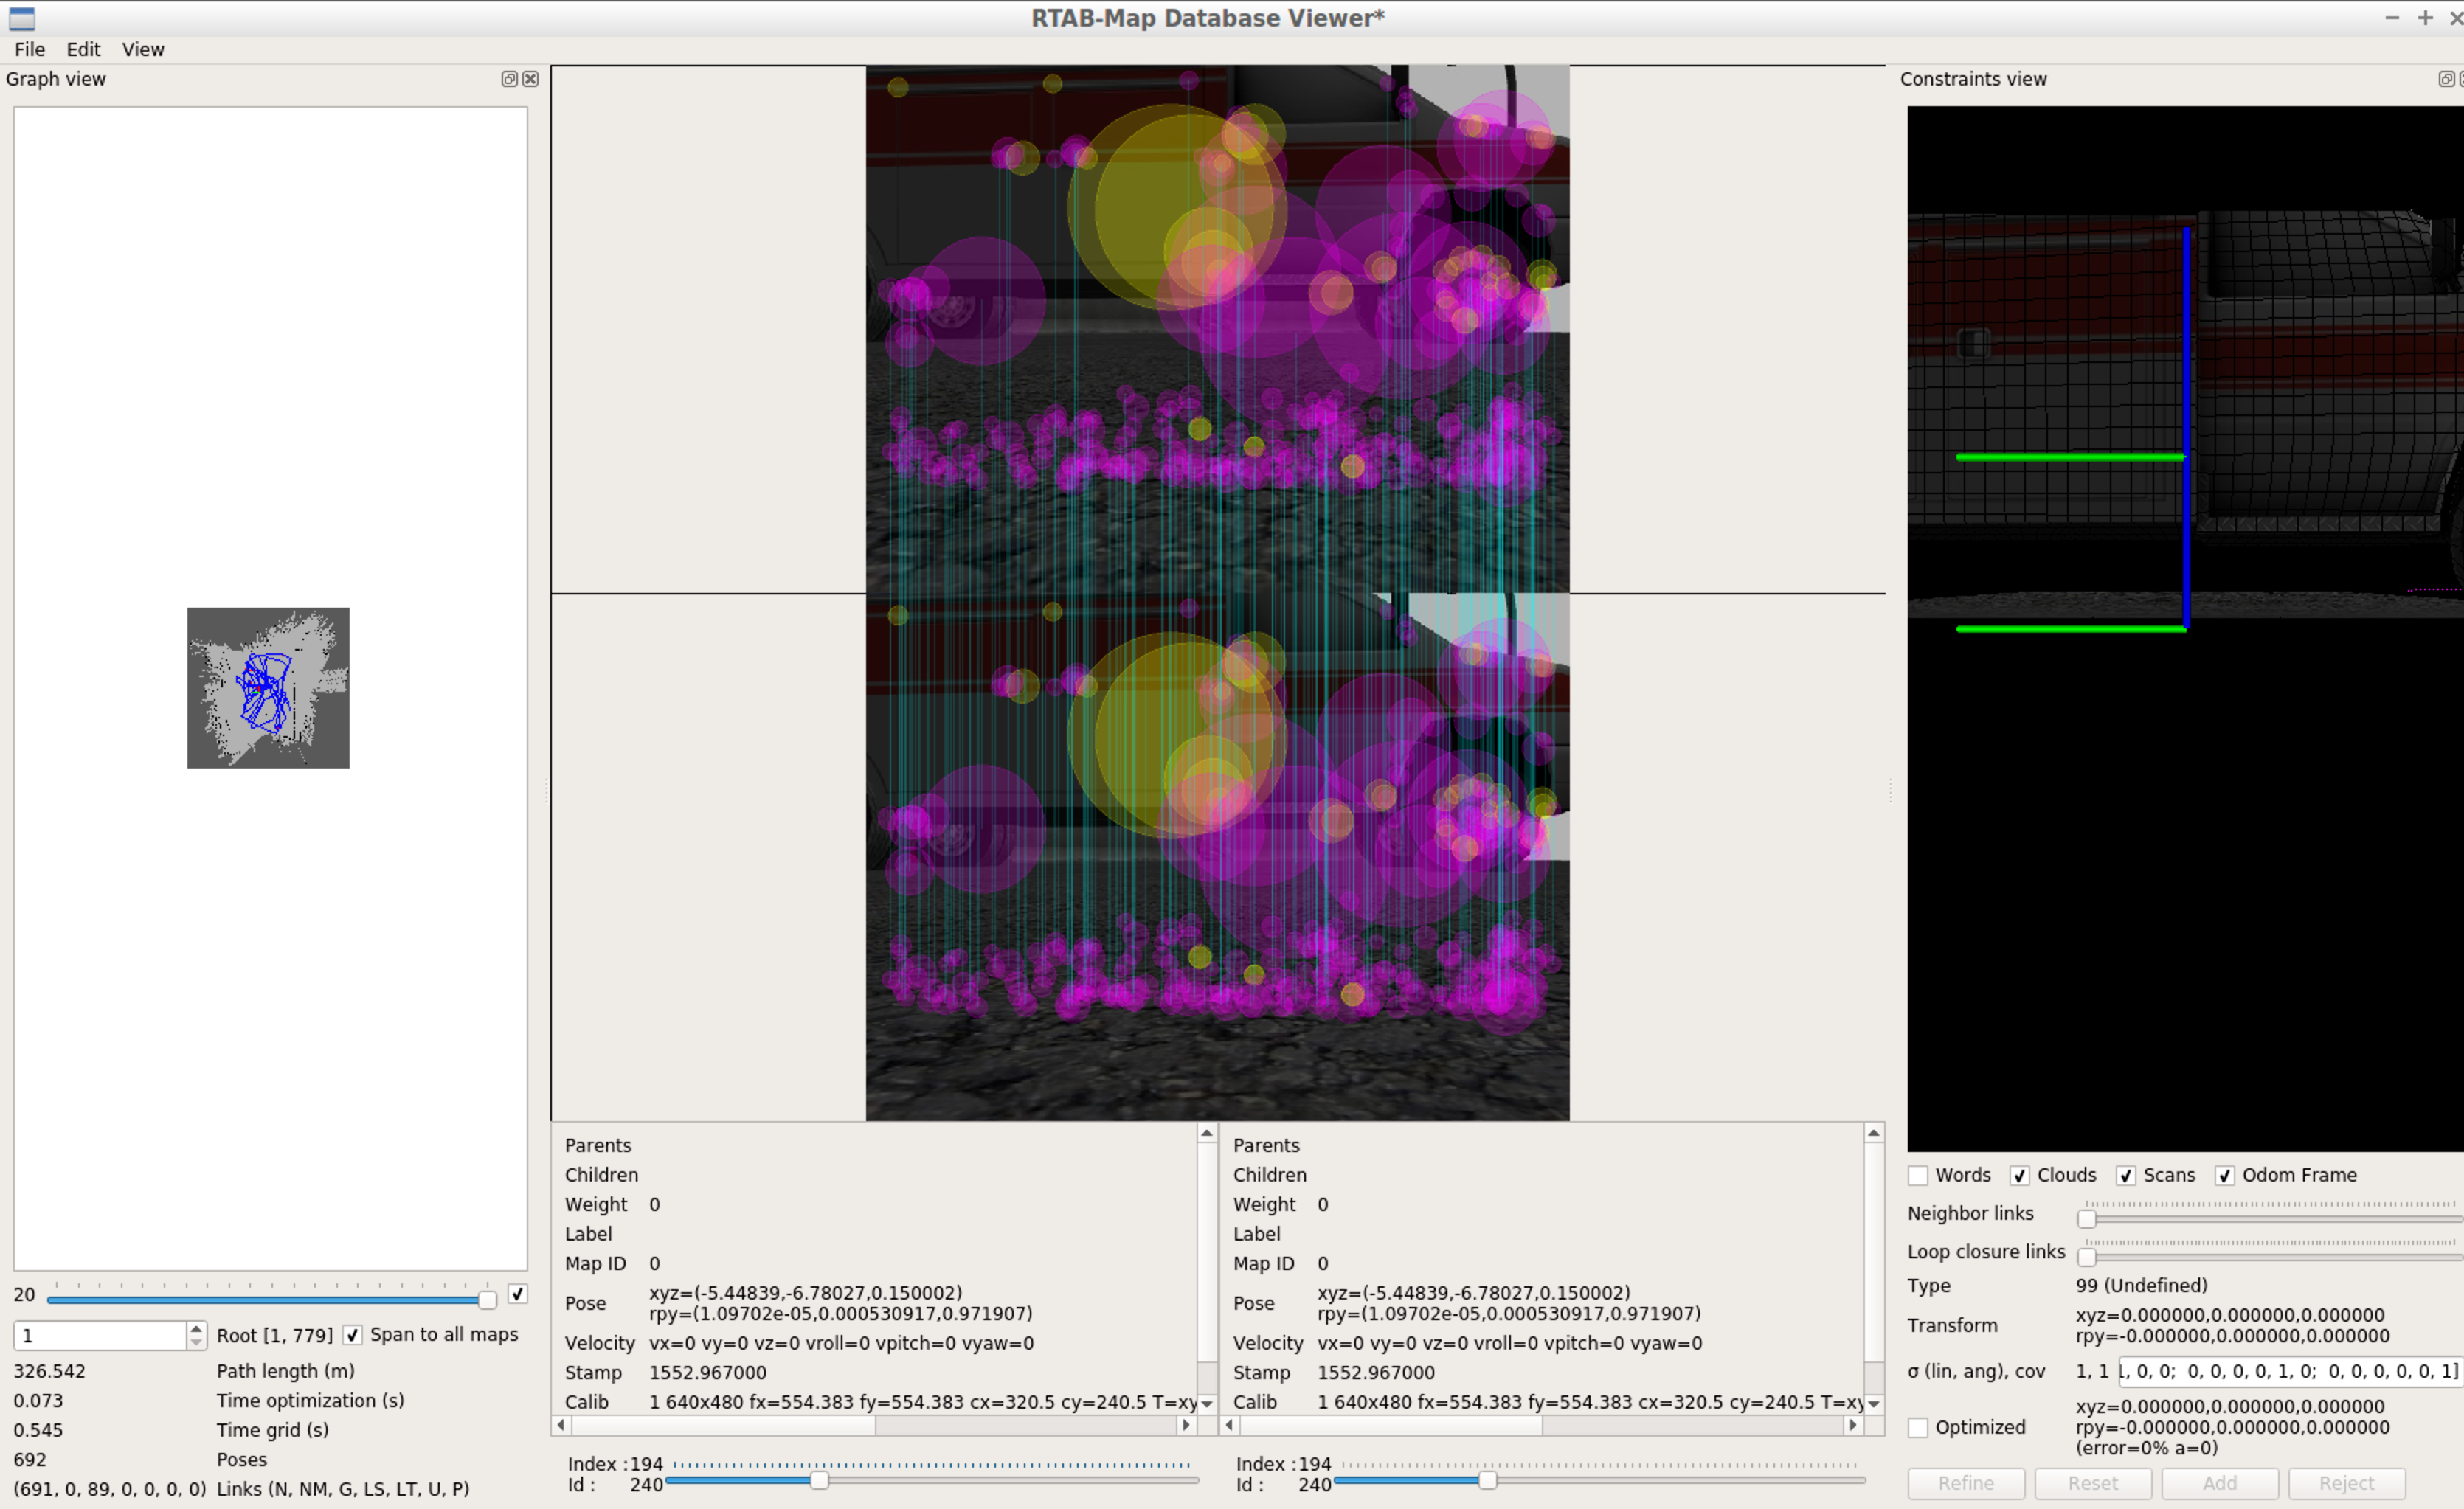 RTAB-Map Database Viewer*
File Edit View
Graph view
20
1 Root [1, 779] Span to all maps
326.542 Path length (m)
0.073 Time optimization (s)
0.545 Time grid (s)
692 Poses
(691, 0, 89, 0, 0, 0, 0) Links (N, NM, G, LS, LT, U, P)
Parents
Children
Weight 0
Label
Map ID 0
Pose xyz=(-5.44839,-6.78027,0.150002)
rpy=(1.09702e-05,0.000530917,0.971907)
Velocity vx=0 vy=0 vz=0 vroll=0 vpitch=0 vyaw=0
Stamp 1552.967000
Calib 1 640x480 fx=554.383 fy=554.383 cx=320.5 cy=240.5 T=xy
Index : 194
Id : 240
Parents
Children
Weight 0
Label
Map ID 0
Pose xyz=(-5.44839,-6.78027,0.150002)
rpy=(1.09702e-05,0.000530917,0.971907)
Velocity vx=0 vy=0 vz=0 vroll=0 vpitch=0 vyaw=0
Stamp 1552.967000
Calib 1 640x480 fx=554.383 fy=554.383 cx=320.5 cy=240.5 T=xy
Index : 194
Id : 240
Constraints view
Words Clouds Scans Odom Frame
Neighbor links
Loop closure links
Type 99 (Undefined)
Transform xyz=0.000000,0.000000,0.000000
rpy=-0.000000,0.000000,0.000000
σ (lin, ang), cov 1, 1 , 0, 0; 0, 0, 0, 0, 1, 0; 0, 0, 0, 0, 0, 1]
Optimized xyz=0.000000,0.000000,0.000000
rpy=-0.000000,0.000000,0.000000
(error=0% a=0)
Refine Reset Add Reject